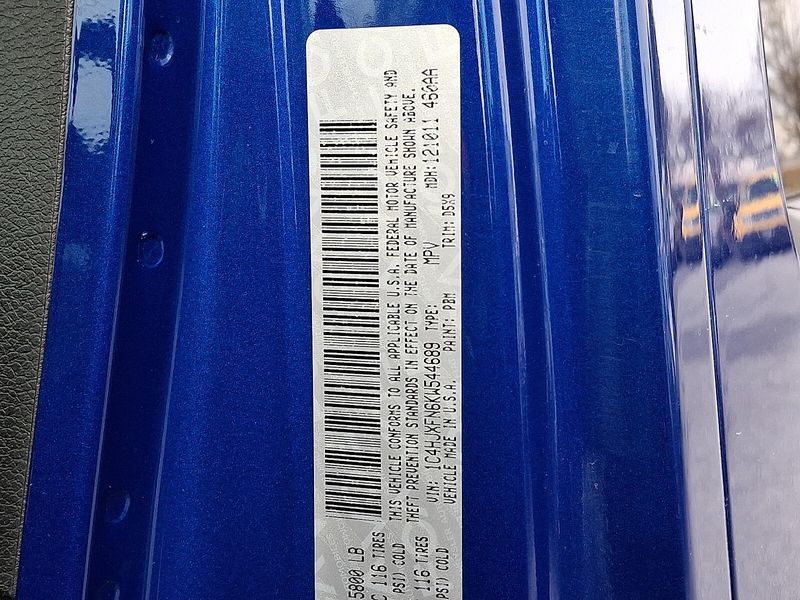 5800 LB
C 116 TIRES
PSI) COLD
THIS VEHICLE CONFORMS TO ALL APPLICABLE U.S.A. FEDERAL MOTOR VEHICLE SAFETY AND
THEFT PREVENTION STANDARDS IN EFFECT ON THE DATE OF MANUFACTURE SHOWN ABOVE.
116 TIRES
VIN: 1C4HJXFN6KW544689 TYPE: MPV MDH:121011 460AA
PSI) COLD
VEHICLE MADE IN U.S.A. PAINT: PBM TRIM: D5X9